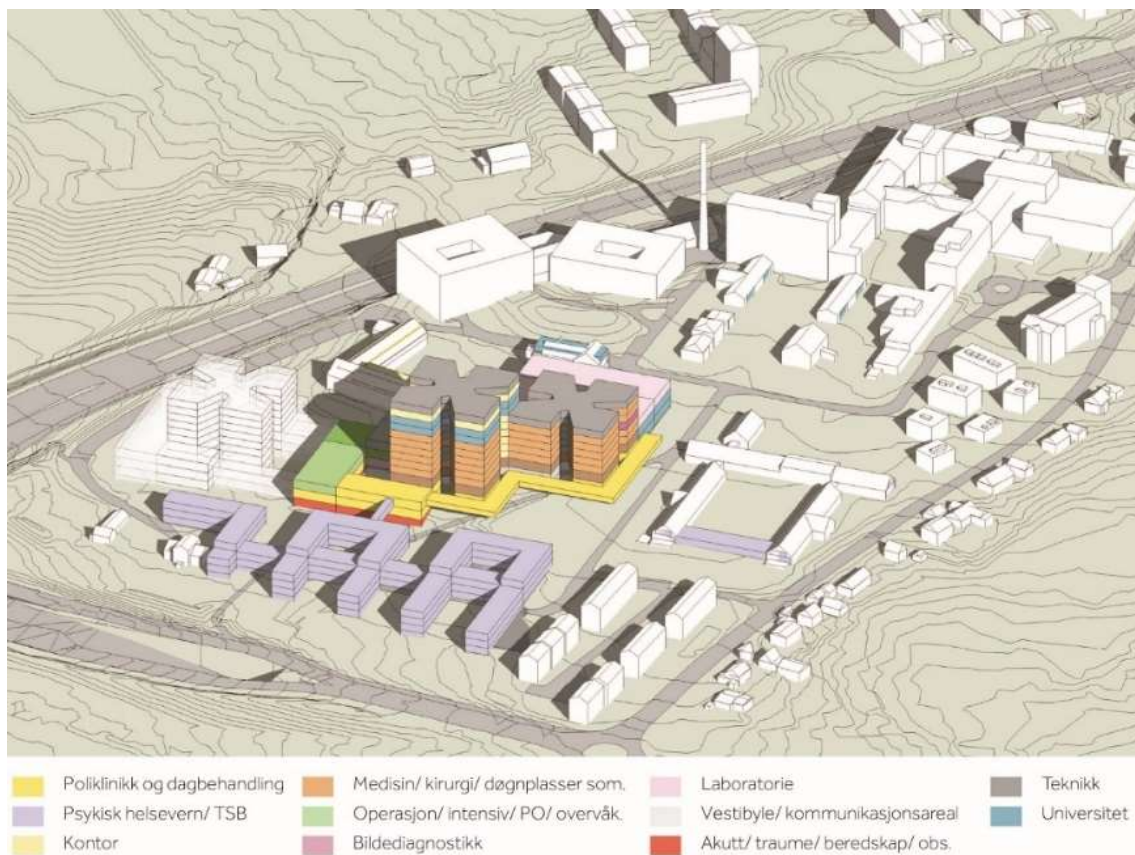 Poliklinikk og dagbehandling
Psykisk helsevern/ TSB
Kontor
Medisin/ kirurgi/ døgnplasser som.
Operasjon/ intensiv/ PO/ overvåk.
Bildediagnostikk
Laboratorie
Vestibyle/ kommunikasjonsareal
Akutt/ traume/ beredskap/ obs.
Teknikk
Universitet